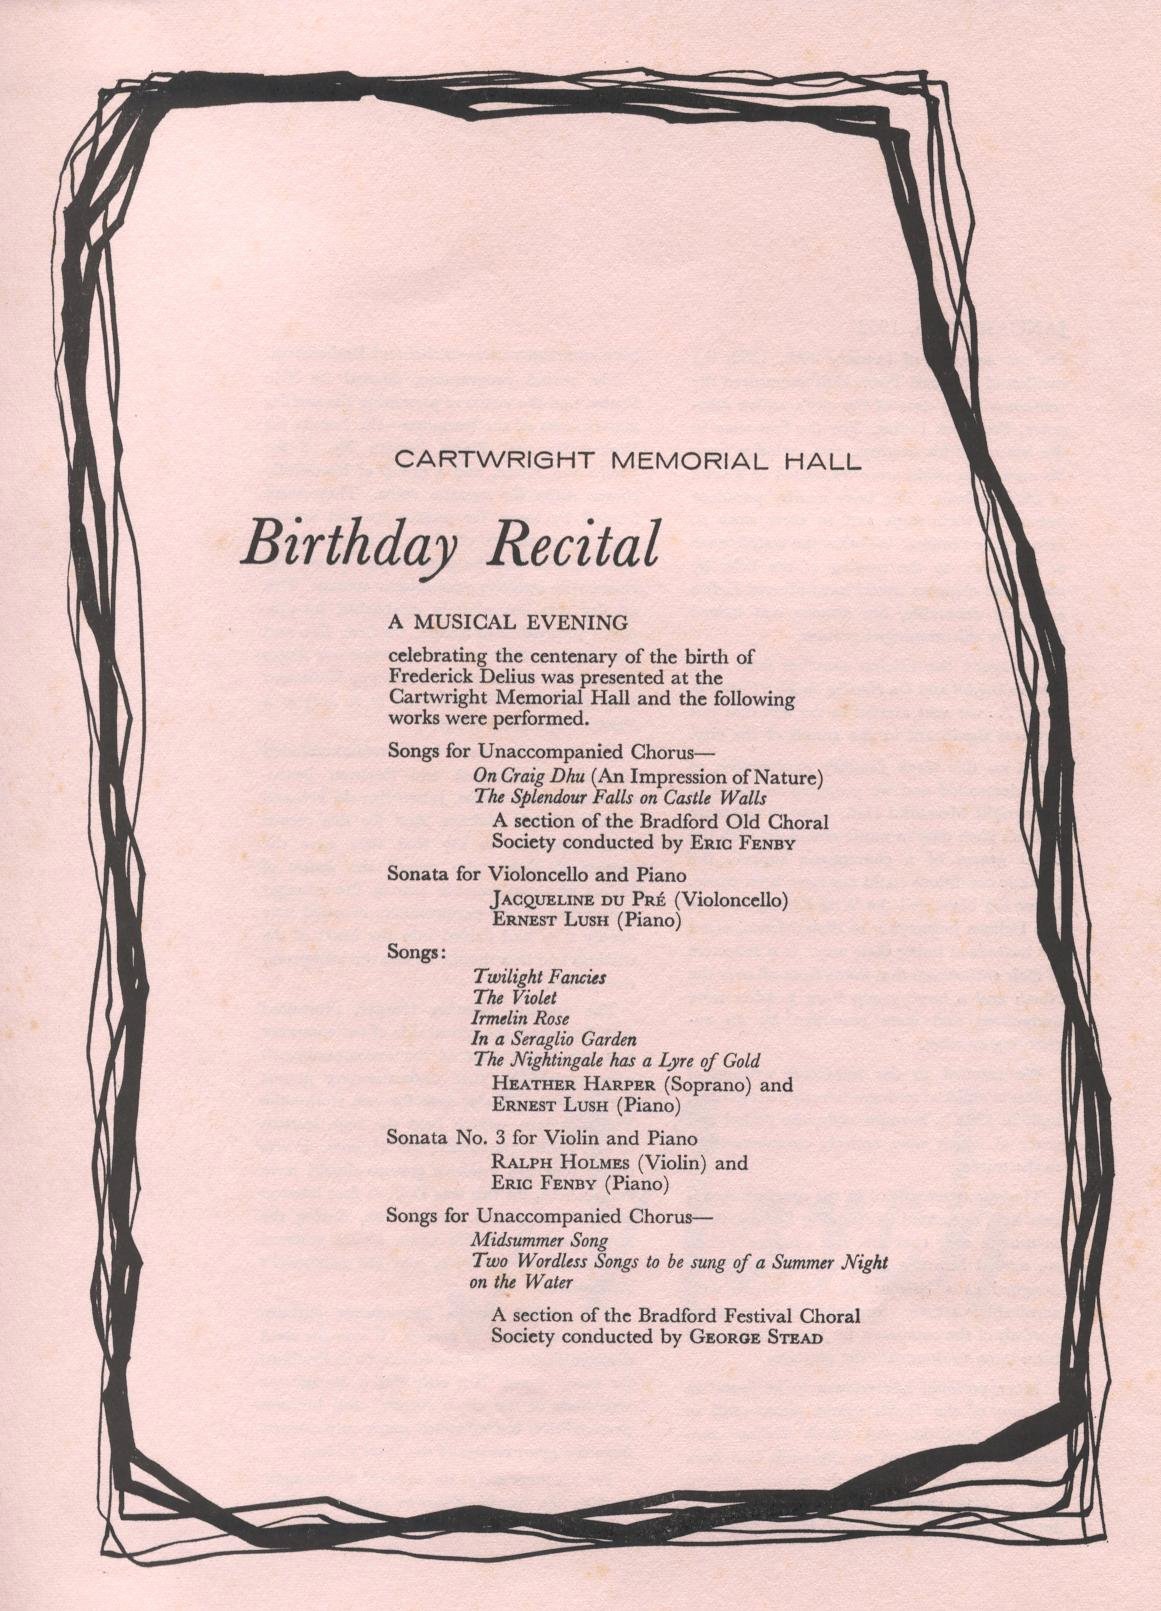 CARTWRIGHT MEMORIAL HALL
Birthday Recital
A MUSICAL EVENING
celebrating the centenary of the birth of
Frederick Delius was presented at the
Cartwright Memorial Hall and the following
works were performed.
Songs for Unaccompanied Chorus—
On Craig Dhu (An Impression of Nature)
The Splendour Falls on Castle Walls
A section of the Bradford Old Choral
Society conducted by ERIC FENBY
Sonata for Violoncello and Piano
JACQUELINE DU PRÉ (Violoncello)
ERNEST LUSH (Piano)
Songs:
Twilight Fancies
The Violet
Irmelin Rose
In a Seraglio Garden
The Nightingale has a Lyre of Gold
HEATHER HARPER (Soprano) and
ERNEST LUSH (Piano)
Sonata No. 3 for Violin and Piano
RALPH HOLMES (Violin) and
ERIC FENBY (Piano)
Songs for Unaccompanied Chorus—
Midsummer Song
Two Wordless Songs to be sung of a Summer Night
on the Water
A section of the Bradford Festival Choral
Society conducted by GEORGE STEAD